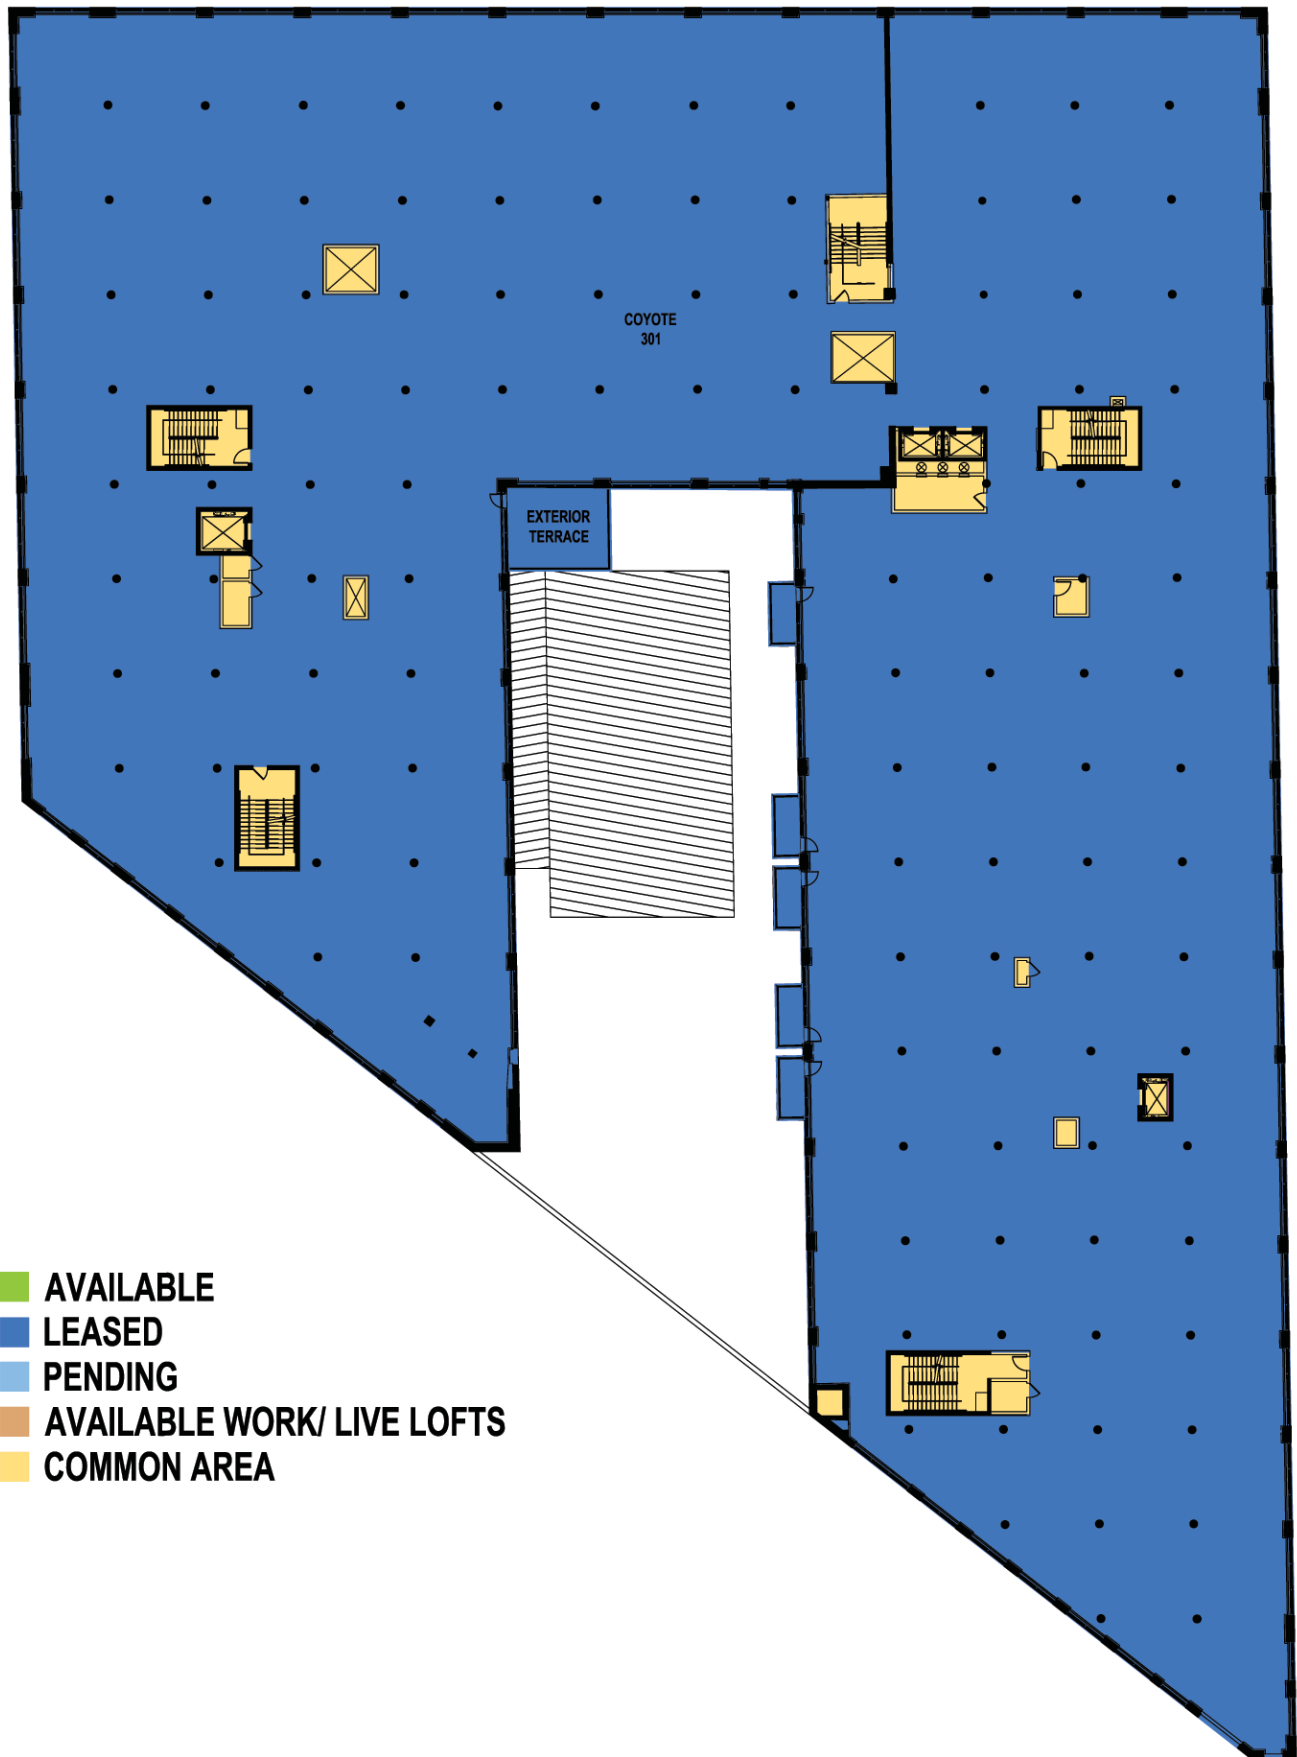 COYOTE
301
EXTERIOR
TERRACE
AVAILABLE
LEASED
PENDING
AVAILABLE WORK/ LIVE LOFTS
COMMON AREA